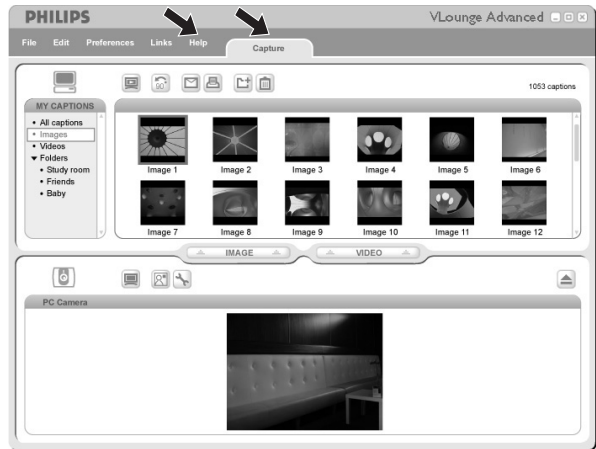 PHILIPS
VLounge Advanced
File Edit Preferences Links Help Capture
90°
1053 captions
MY CAPTIONS
• All captions
• Images
• Videos
▼ Folders
• Study room
• Friends
• Baby
Image 1 Image 2 Image 3 Image 4 Image 5 Image 6
Image 7 Image 8 Image 9 Image 10 Image 11 Image 12
IMAGE VIDEO
PC Camera